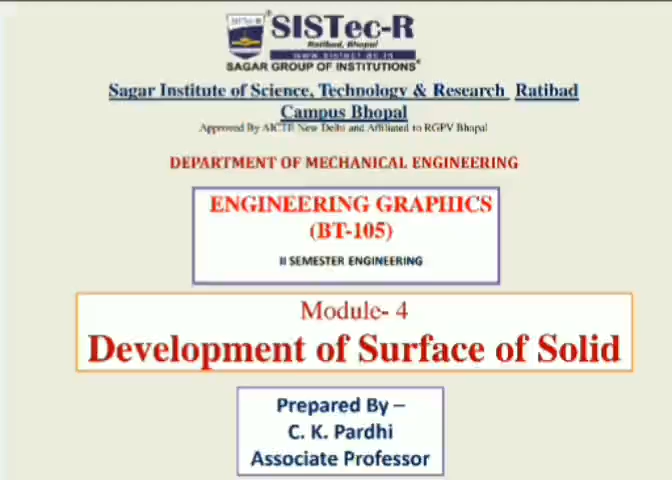 SISTec-R
Ratibad, Bhopal
www.sistec.ac.in
SAGAR GROUP OF INSTITUTIONS
Sagar Institute of Science, Technology & Research Ratibad
Campus Bhopal
Approved By AICTE New Delhi and Affiliated to RGPV Bhopal
DEPARTMENT OF MECHANICAL ENGINEERING
ENGINEERING GRAPHICS
(BT-105)
II SEMESTER ENGINEERING
Module- 4
Development of Surface of Solid
Prepared By –
C. K. Pardhi
Associate Professor